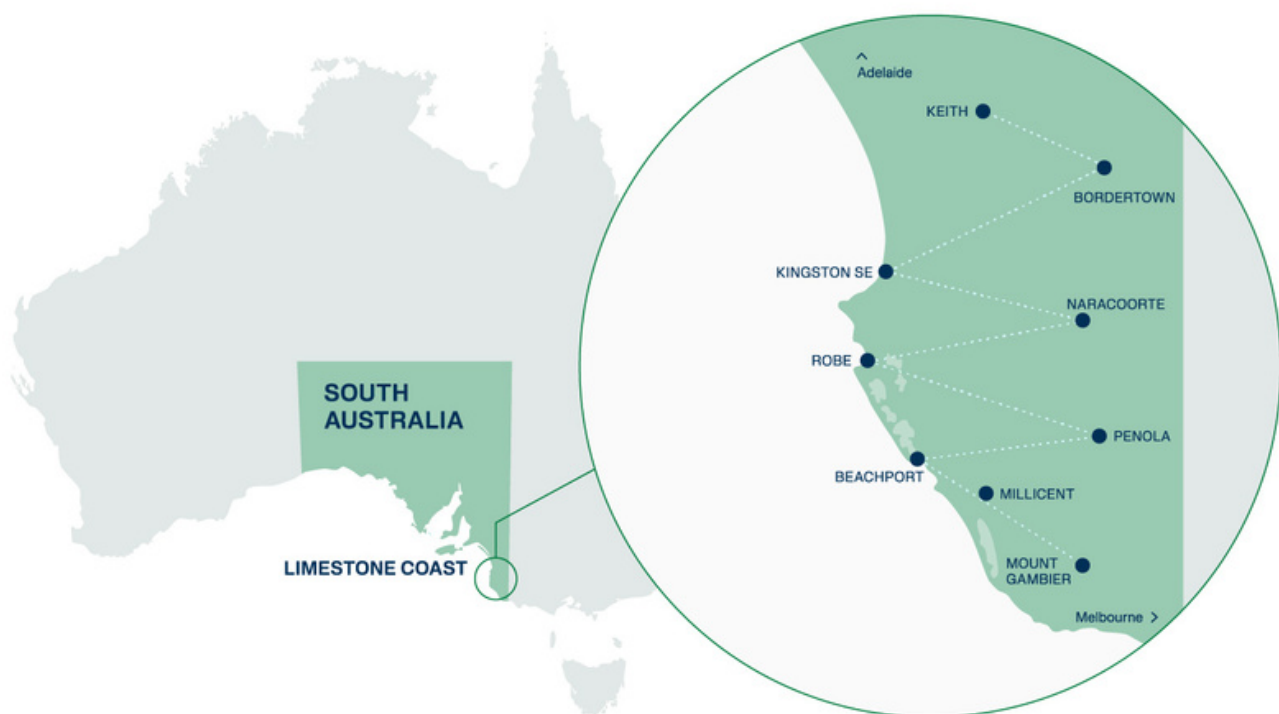 SOUTH
AUSTRALIA
LIMESTONE COAST
^
Adelaide
KEITH
BORDERTOWN
KINGSTON SE
NARACOORTE
ROBE
PENOLA
BEACHPORT
MILLICENT
MOUNT
GAMBIER
Melbourne >